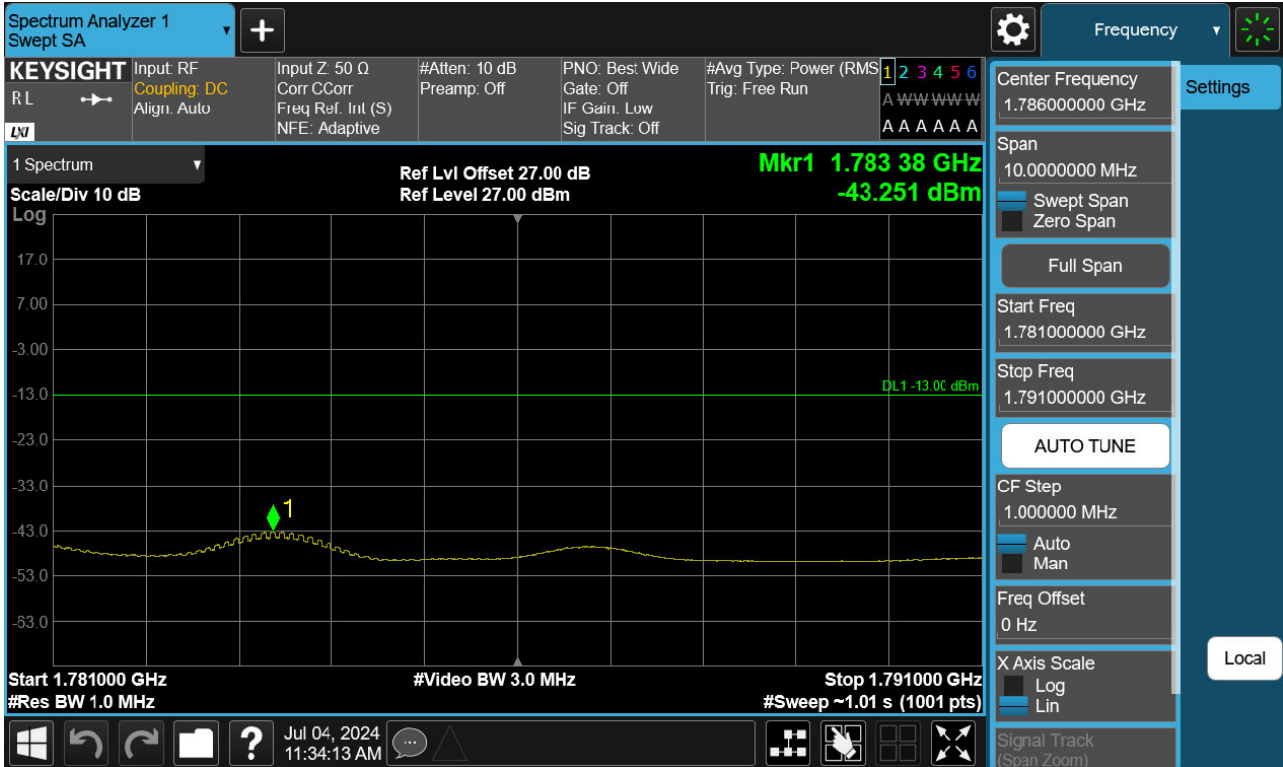 Spectrum Analyzer 1
Swept SA
Frequency
KEYSIGHT
RL
LXI
Input: RF
Coupling: DC
Align: Auto
Input Z: 50 Ω
Corr CCorr
Freq Ref: Int (S)
NFE: Adaptive
#Atten: 10 dB
Preamp: Off
PNO: Best Wide
Gate: Off
IF Gain: Low
Sig Track: Off
#Avg Type: Power (RMS
Trig: Free Run
1 2 3 4 5 6
A W W W W W
A A A A A A
1 Spectrum
Scale/Div 10 dB
Log
Ref Lvl Offset 27.00 dB
Ref Level 27.00 dBm
Mkr1 1.783 38 GHz
-43.251 dBm
17.0
7.00
-3.00
-13.0
DL1 -13.00 dBm
-23.0
-33.0
1
-43.0
-53.0
-63.0
Start 1.781000 GHz
#Res BW 1.0 MHz
#Video BW 3.0 MHz
Stop 1.791000 GHz
#Sweep ~1.01 s (1001 pts)
Center Frequency
1.786000000 GHz
Span
10.0000000 MHz
Swept Span
Zero Span
Full Span
Start Freq
1.781000000 GHz
Stop Freq
1.791000000 GHz
AUTO TUNE
CF Step
1.000000 MHz
Auto
Man
Freq Offset
0 Hz
X Axis Scale
Log
Lin
Signal Track
(Span Zoom)
Settings
Local
?
Jul 04, 2024
11:34:13 AM